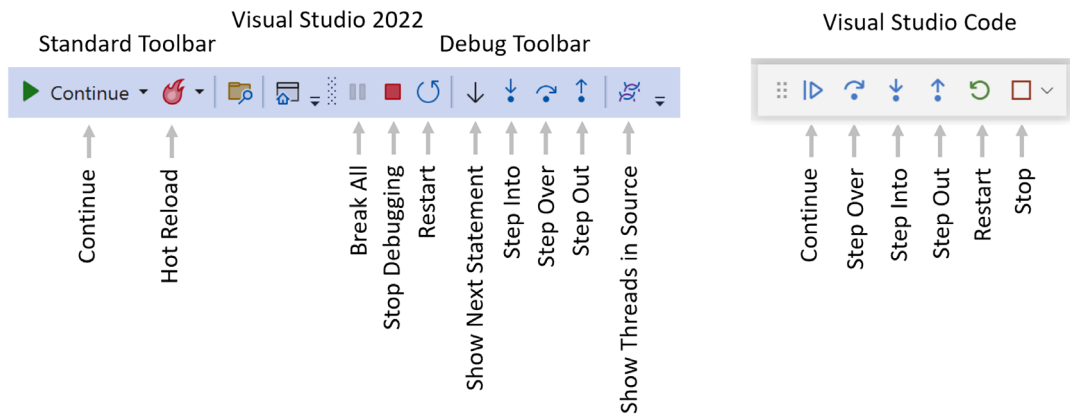 Visual Studio 2022
Standard Toolbar
Debug Toolbar
Continue
Continue
Hot Reload
Break All
Stop Debugging
Restart
Show Next Statement
Step Into
Step Over
Step Out
Show Threads in Source
Visual Studio Code
Continue
Step Over
Step Into
Step Out
Restart
Stop